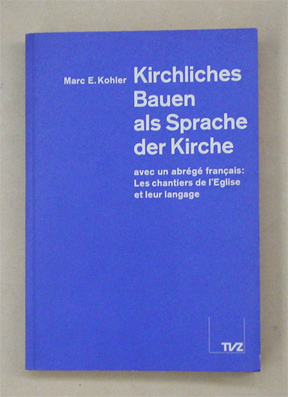 Marc E. Kohler
Kirchliches
Bauen
als Sprache
der Kirche
avec un abrégé français:
Les chantiers de l'Eglise
et leur langage
TVZ